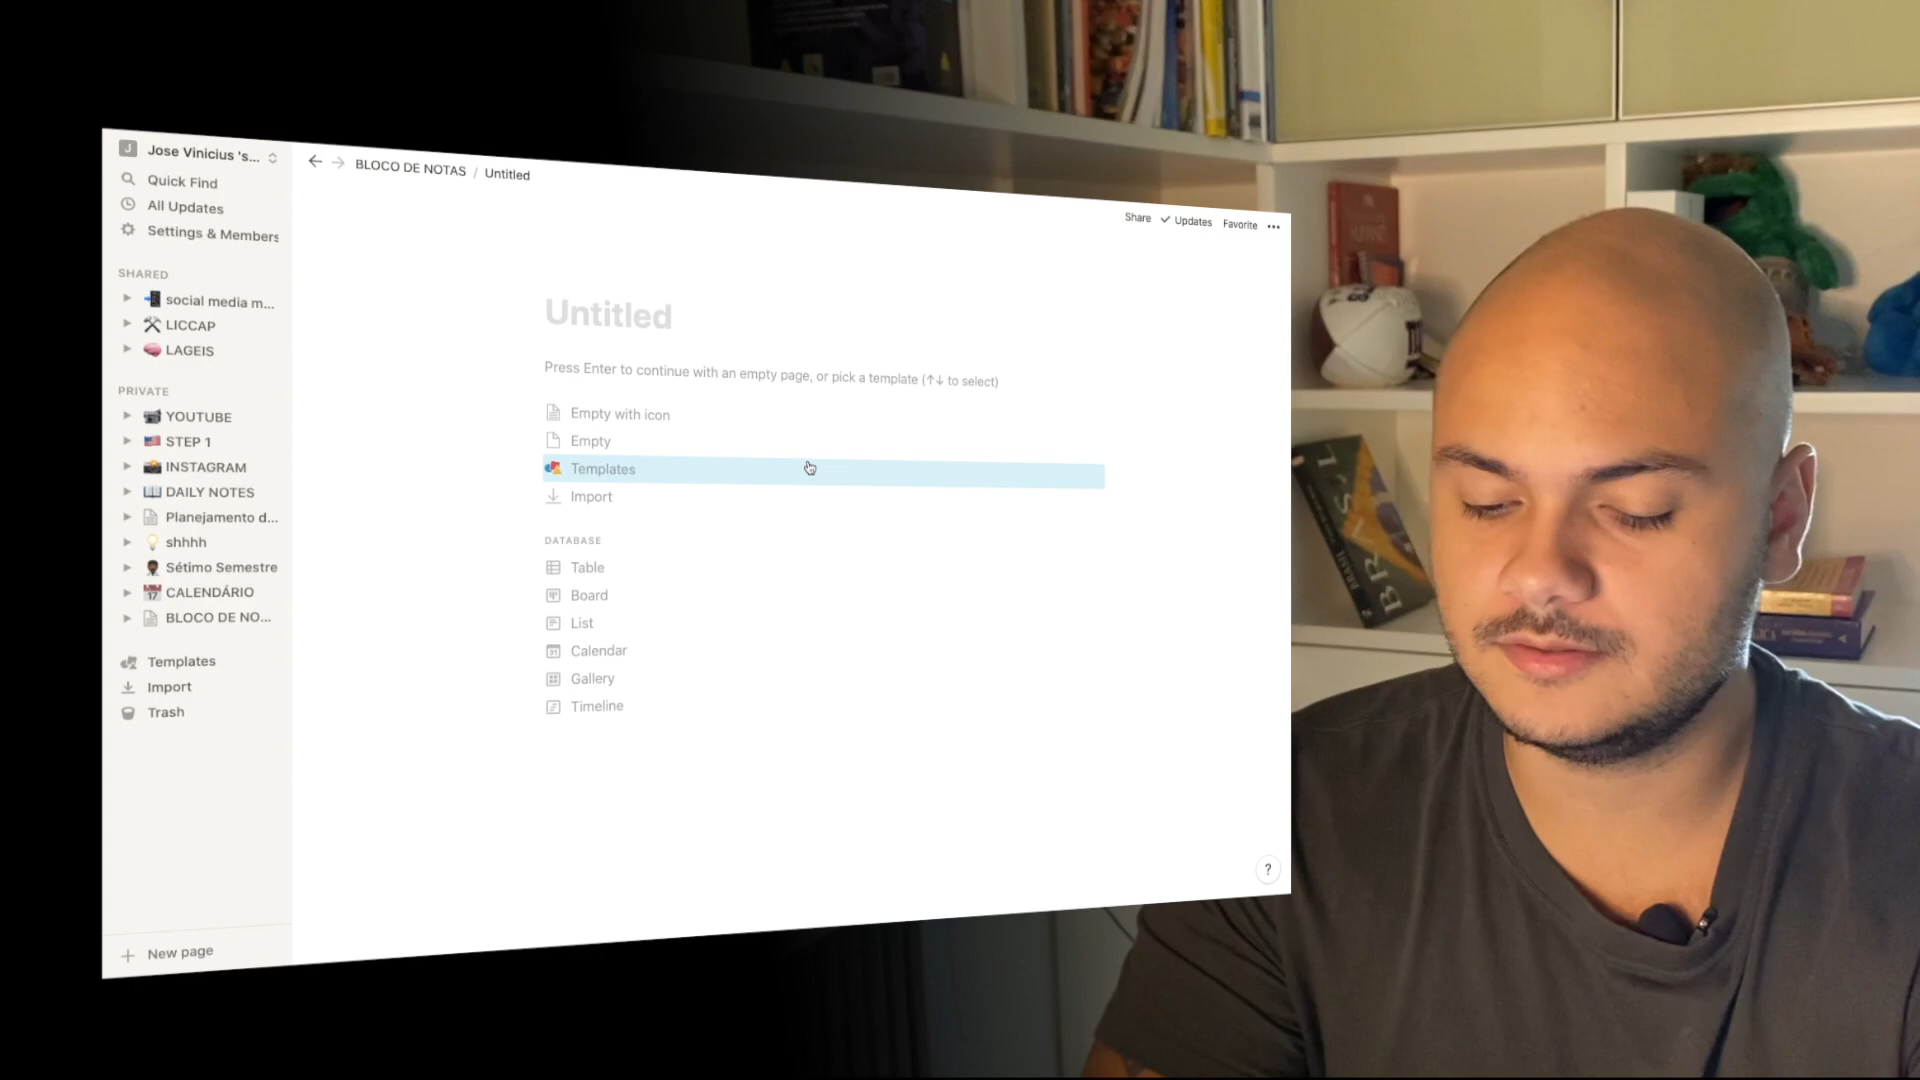 J Jose Vinicius 's...
Quick Find
All Updates
Settings & Members
SHARED
social media m...
LICCAP
LAGEIS
PRIVATE
YOUTUBE
STEP 1
INSTAGRAM
DAILY NOTES
Planejamento d...
shhhh
Sétimo Semestre
17 CALENDÁRIO
BLOCO DE NO...
Templates
Import
Trash
+ New page
BLOCO DE NOTAS / Untitled
Share Updates Favorite
Untitled
Press Enter to continue with an empty page, or pick a template (↑↓ to select)
Empty with icon
Empty
Templates
Import
DATABASE
Table
Board
List
31 Calendar
Gallery
Timeline
?
BRASIL